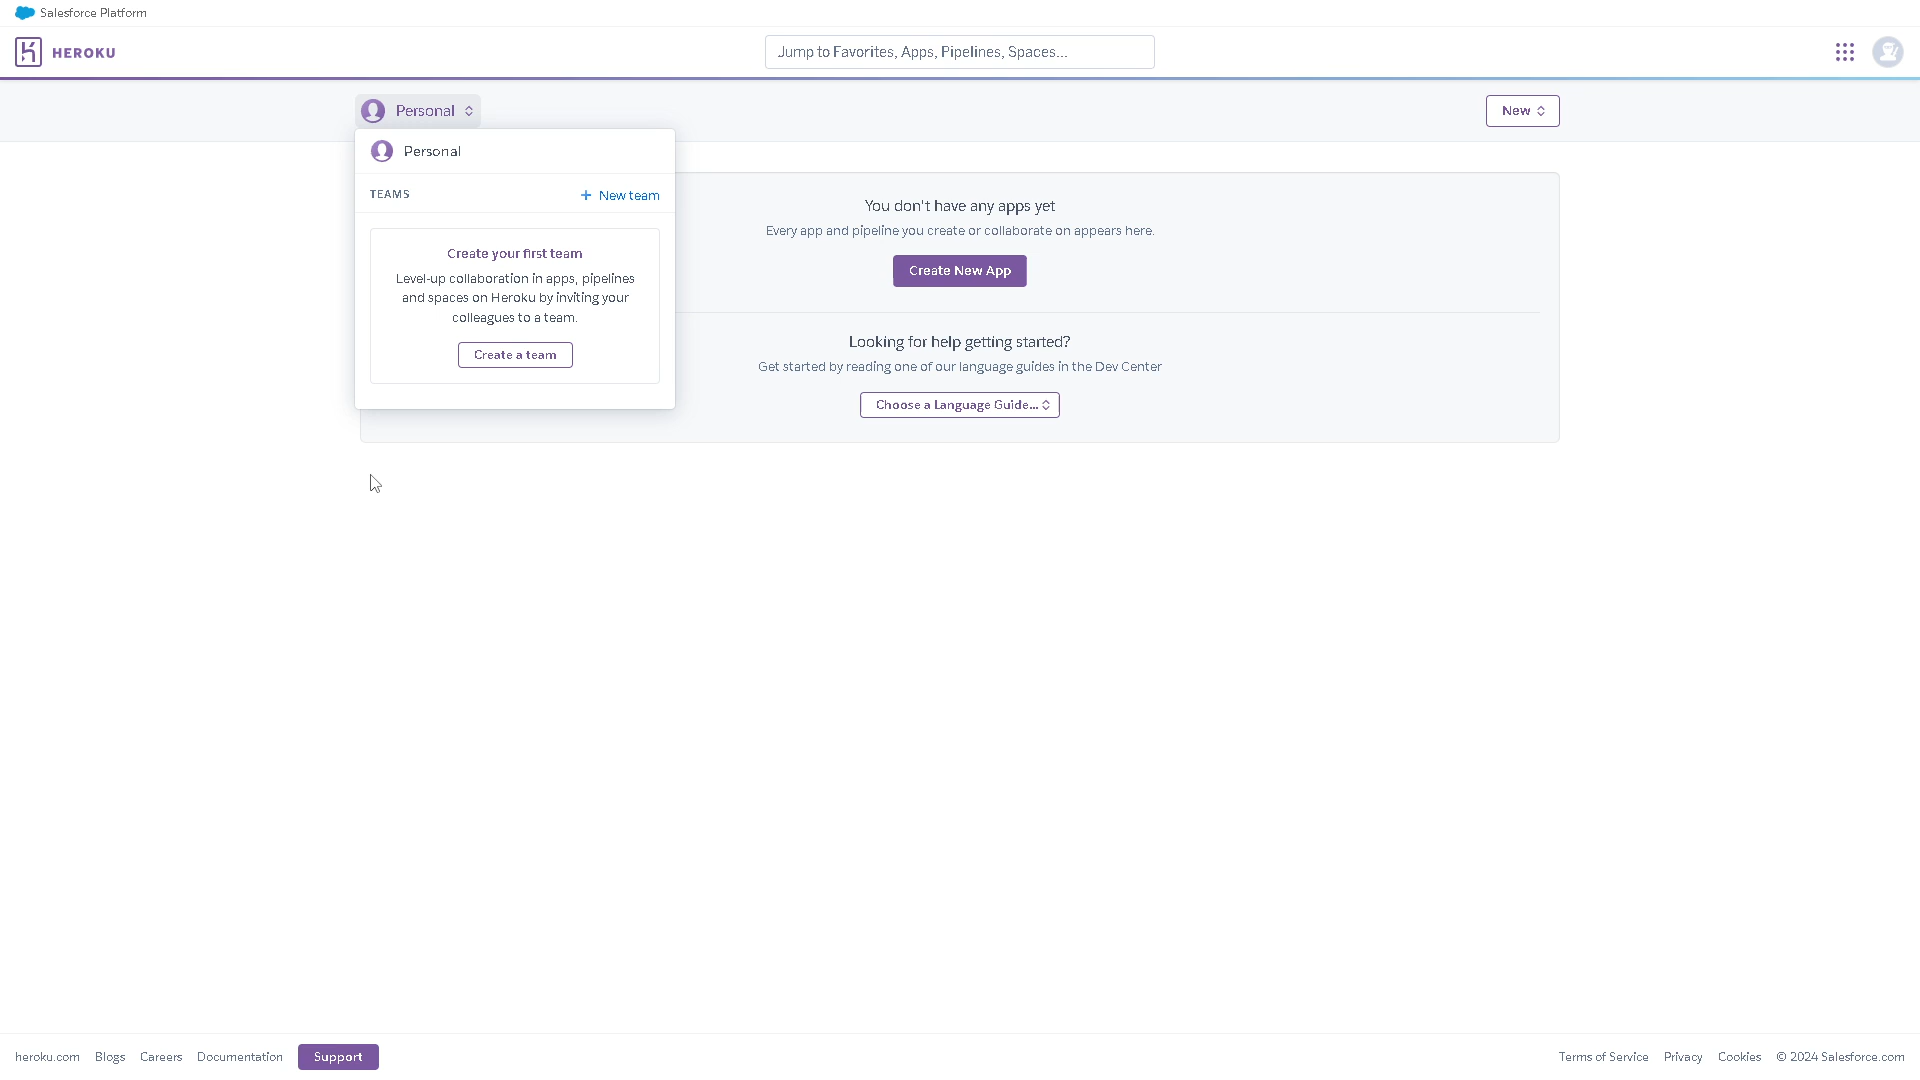 Salesforce Platform
HEROKU
Jump to Favorites, Apps, Pipelines, Spaces...
Personal
New
Personal
TEAMS
New team
Create your first team
Level-up collaboration in apps, pipelines
and spaces on Heroku by inviting your
colleagues to a team.
Create a team
You don't have any apps yet
Every app and pipeline you create or collaborate on appears here.
Create New App
Looking for help getting started?
Get started by reading one of our language guides in the Dev Center
Choose a Language Guide...
heroku.com Blogs Careers Documentation Support Terms of Service Privacy Cookies © 2024 Salesforce.com